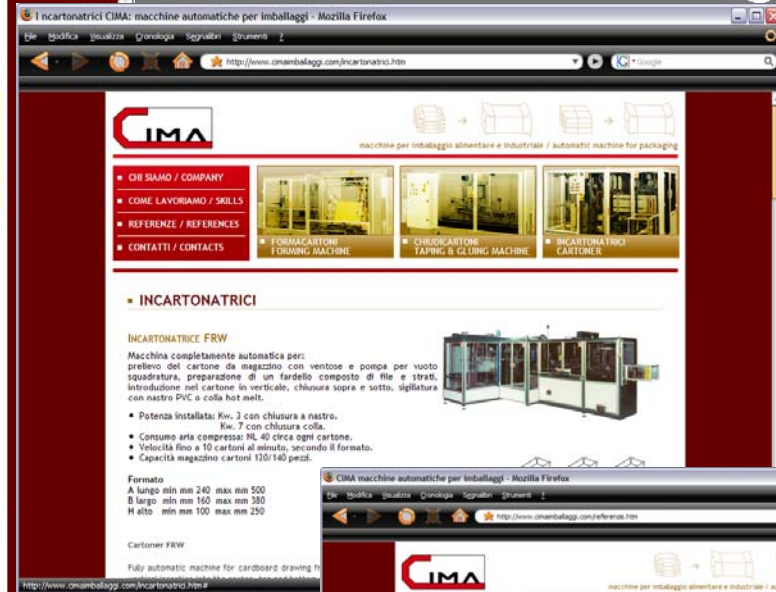 I ncartonatrici CIMA: macchine automatiche per imballaggi - Mozilla Firefox
File Modifica Visualizza Cronologia Segnalibri Strumenti ?
http://www.cimaimballaggi.com/incartonatrici.htm
Google
CIMA
macchine per imballaggio alimentare e industriale / automatic machine for packaging
CHI SIAMO / COMPANY
COME LAVORIAMO / SKILLS
REFERENZE / REFERENCES
CONTATTI / CONTACTS
FORMACARTONI
FORMING MACHINE
CHIUDICARTONI
TAPING & GLUING MACHINE
INCARTONATRICI
CARTONER
INCARTONATRICI
INCARTONATRICE FRW
Macchina completamente automatica per:
prelievo del cartone da magazzino con ventose e pompa per vuoto
squadratura, preparazione di un fardello composto di file e strati,
introduzione nel cartone in verticale, chiusura sopra e sotto, sigillatura
con nastro PVC o colla hot melt.
Potenza installata: Kw. 3 con chiusura a nastro.
Kw. 7 con chiusura colla.
Consumo aria compressa: NL 40 circa ogni cartone.
Velocità fino a 10 cartoni al minuto, secondo il formato.
Capacità magazzino cartoni 120/140 pezzi.
Formato
A lungo min mm 240 max mm 500
B largo min mm 160 max mm 380
H alto min mm 100 max mm 250
Cartoner FRW
Fully automatic machine for cardboard drawing
http://www.cimaimballaggi.com/incartonatrici.htm#
CIMA macchine automatiche per imballaggi - Mozilla Firefox
File Modifica Visualizza Cronologia Segnalibri Strumenti ?
http://www.cimaimballaggi.com/referenze.htm
CIMA
macchine per imballaggio alimentare e industriale /